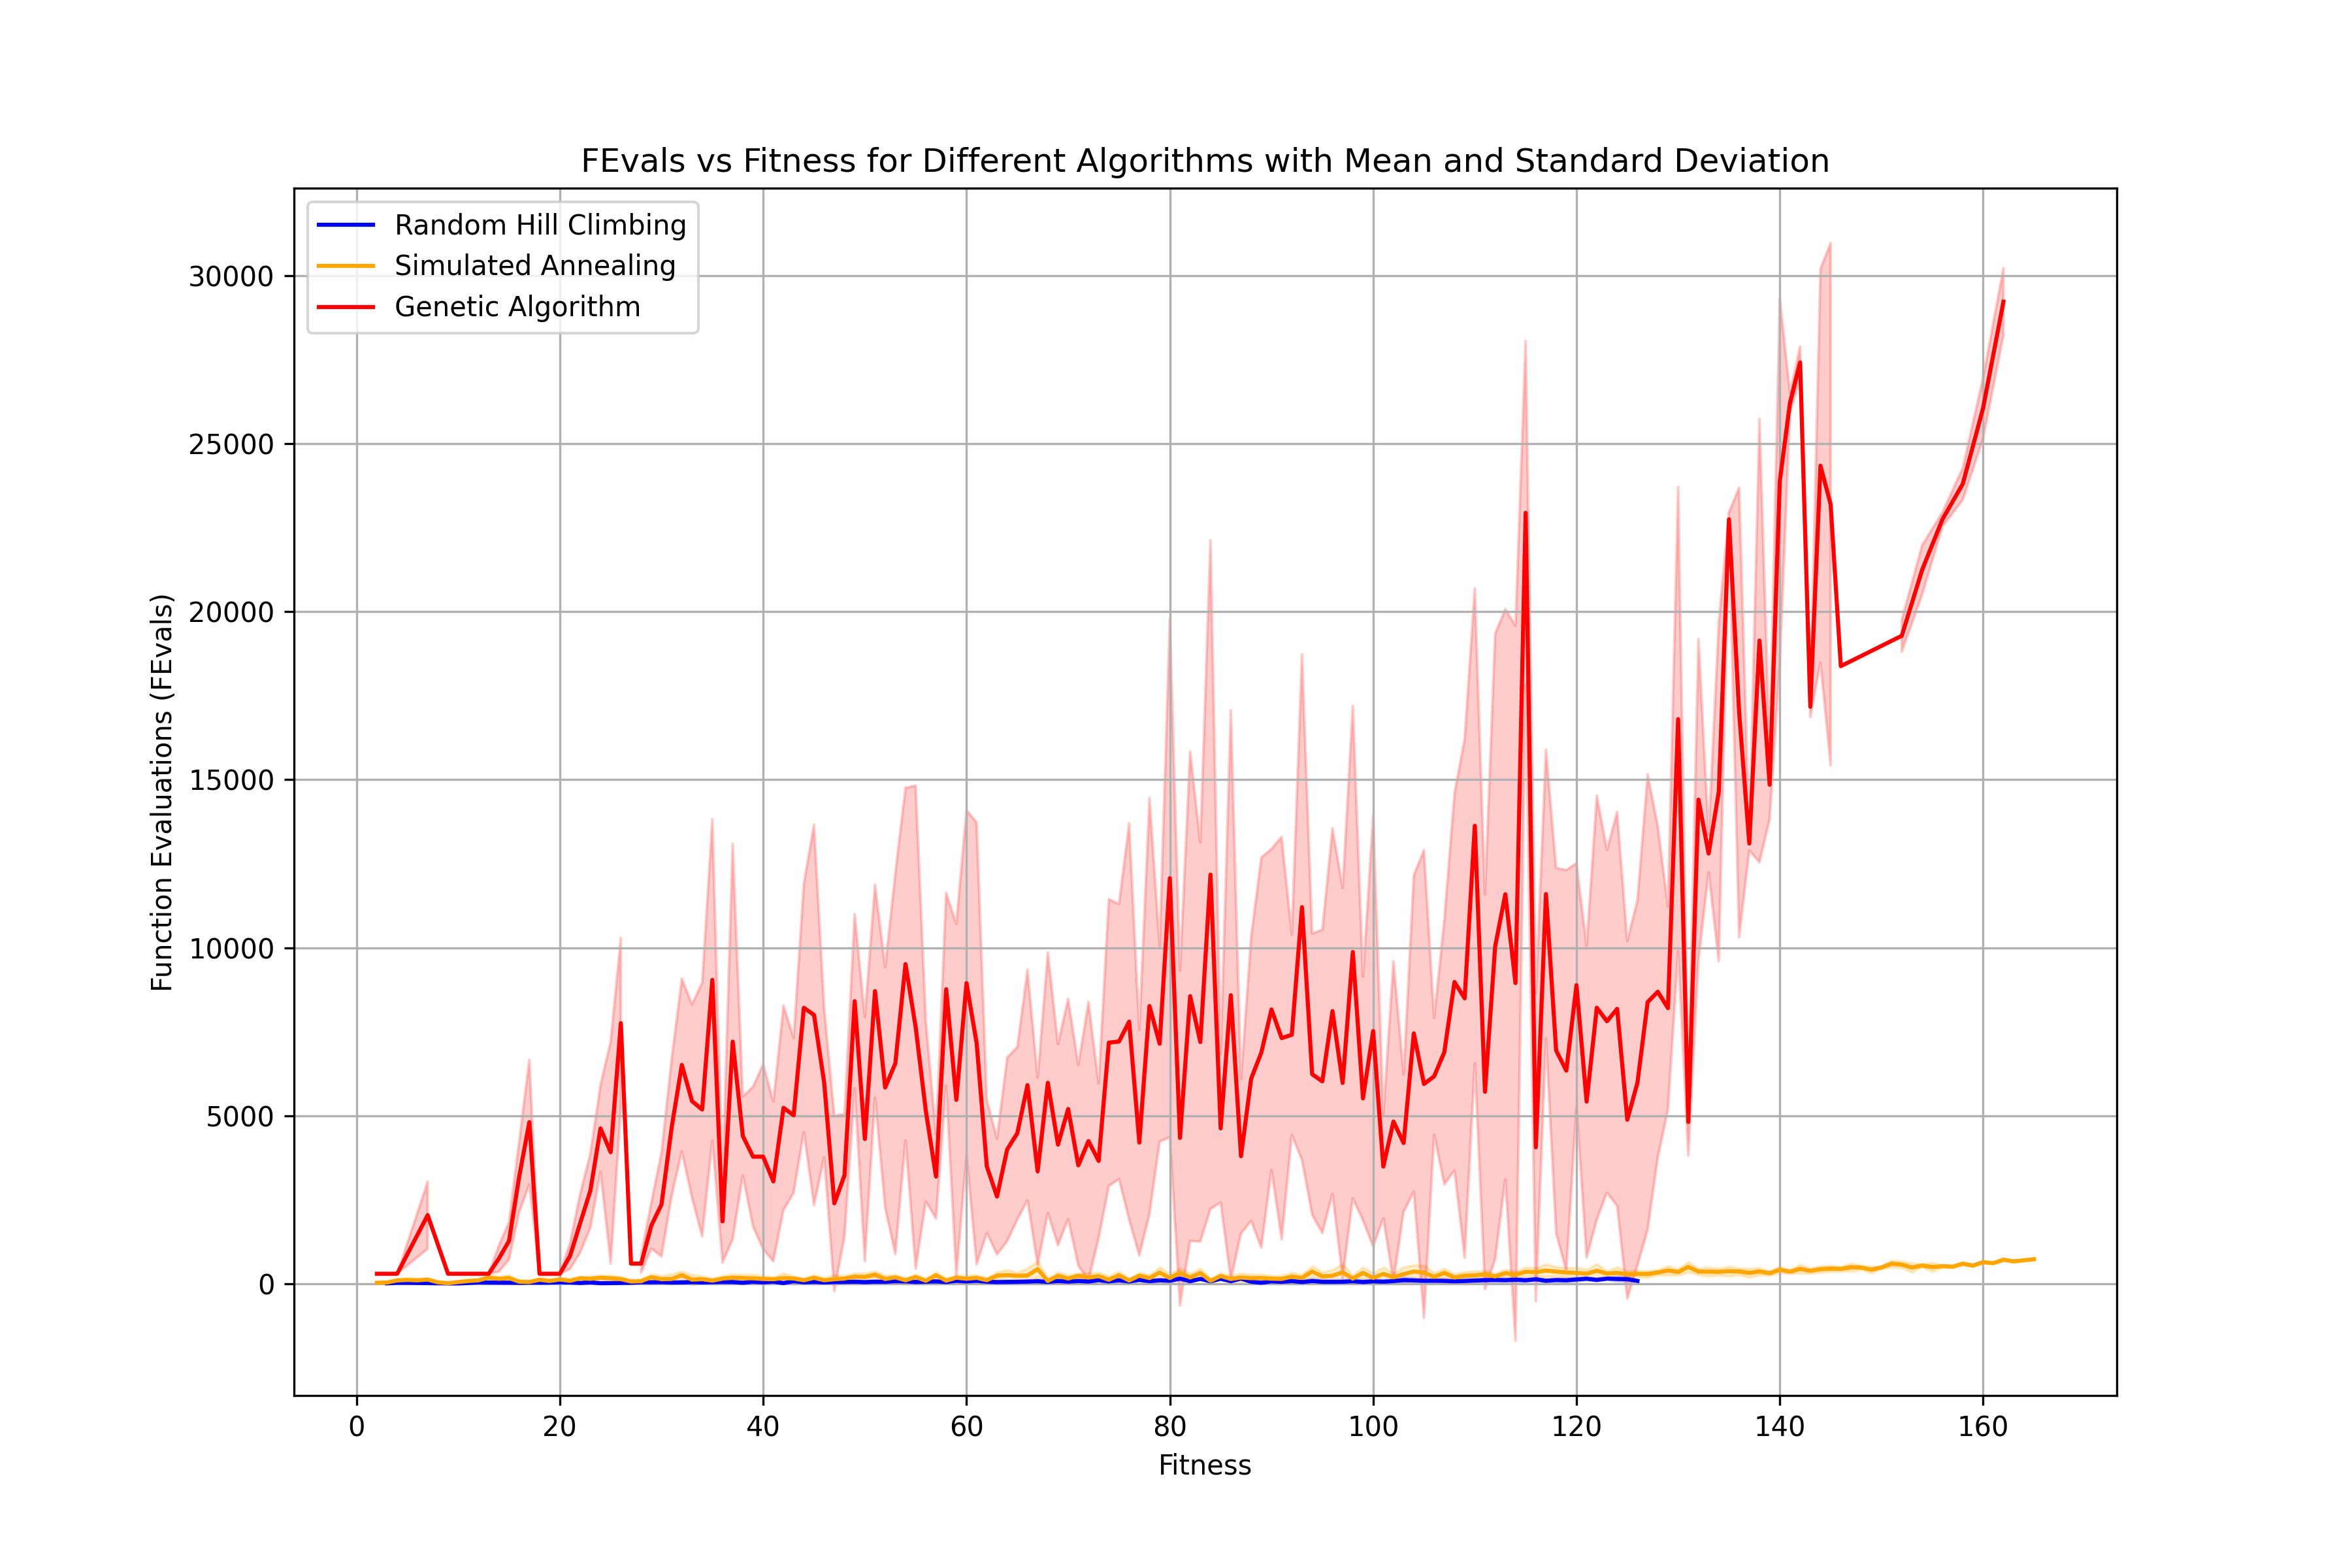 FEvals vs Fitness for Different Algorithms with Mean and Standard Deviation
Random Hill Climbing
Simulated Annealing
Genetic Algorithm
Function Evaluations (FEvals)
30000
25000
20000
15000
10000
5000
0
0 20 40 60 80 100 120 140 160
Fitness